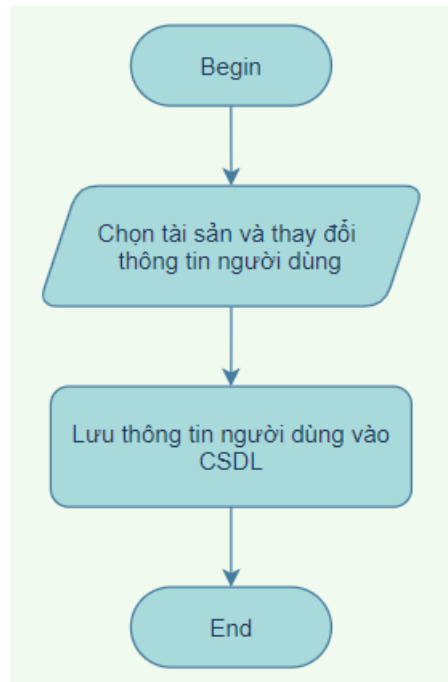 Begin
Chọn tài sản và thay đổi
thông tin người dùng
Lưu thông tin người dùng vào
CSDL
End